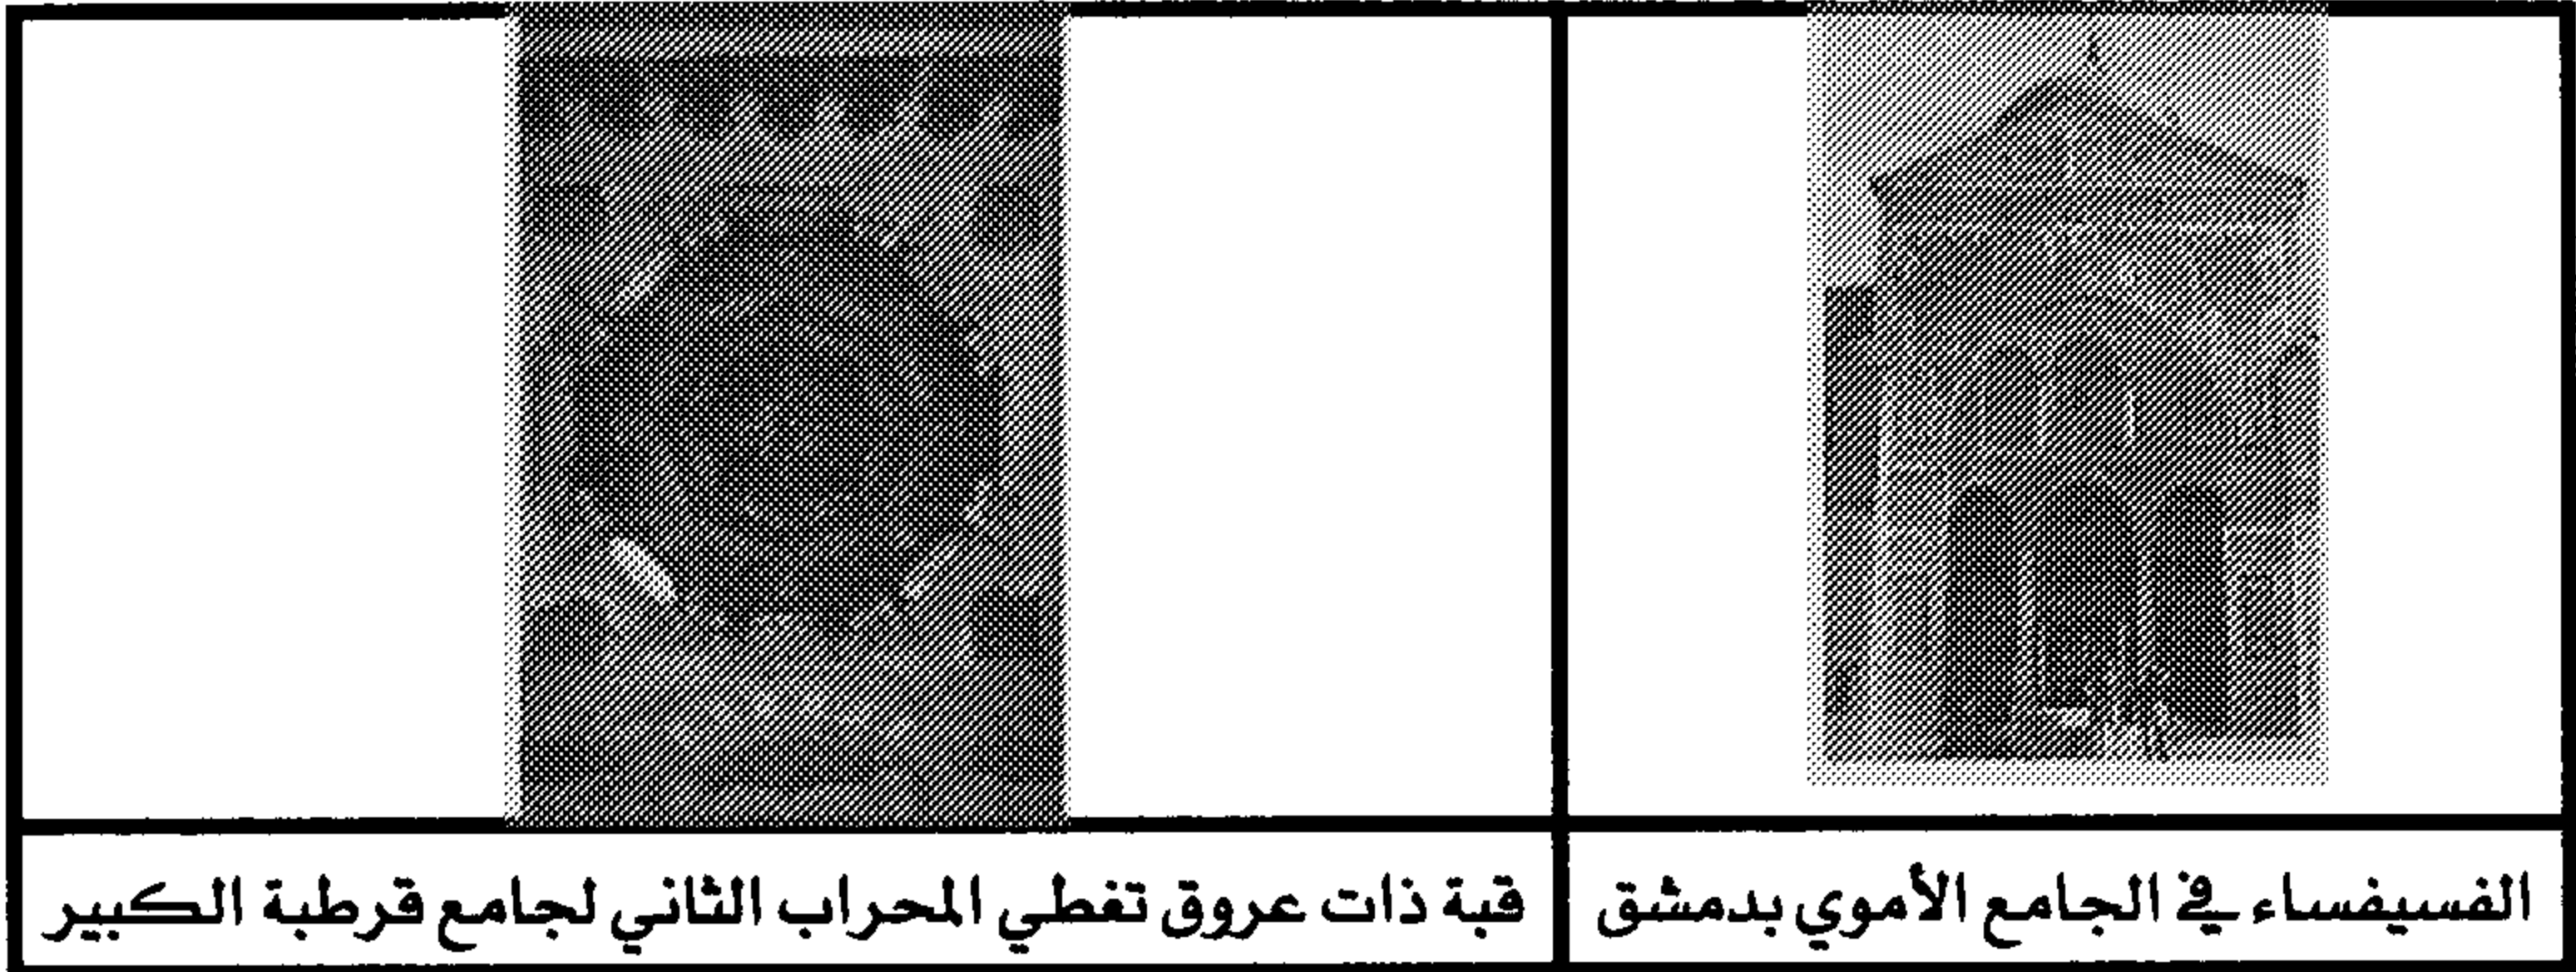 الفسيفساء في الجامع الأموي بدمشق
قبة ذات عروق تغطي المحراب الثاني لجامع قرطبة الكبير